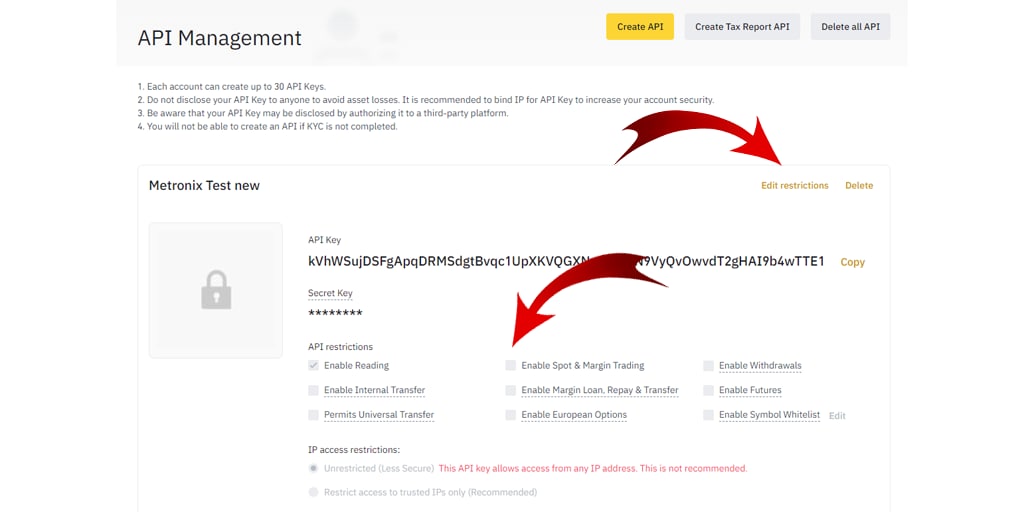 API Management
Create API
Create Tax Report API
Delete all API
1. Each account can create up to 30 API Keys.
2. Do not disclose your API Key to anyone to avoid asset losses. It is recommended to bind IP for API Key to increase your account security.
3. Be aware that your API Key may be disclosed by authorizing it to a third-party platform.
4. You will not be able to create an API if KYC is not completed.
Metronix Test new
Edit restrictions
Delete
API Key
Copy
Secret Key
********
API restrictions
Enable Reading
Enable Spot & Margin Trading
Enable Withdrawals
Enable Internal Transfer
Enable Margin Loan, Repay & Transfer
Enable Futures
Permits Universal Transfer
Enable European Options
Enable Symbol Whitelist
Edit
IP access restrictions:
Unrestricted (Less Secure) This API key allows access from any IP address. This is not recommended.
Restrict access to trusted IPs only (Recommended)